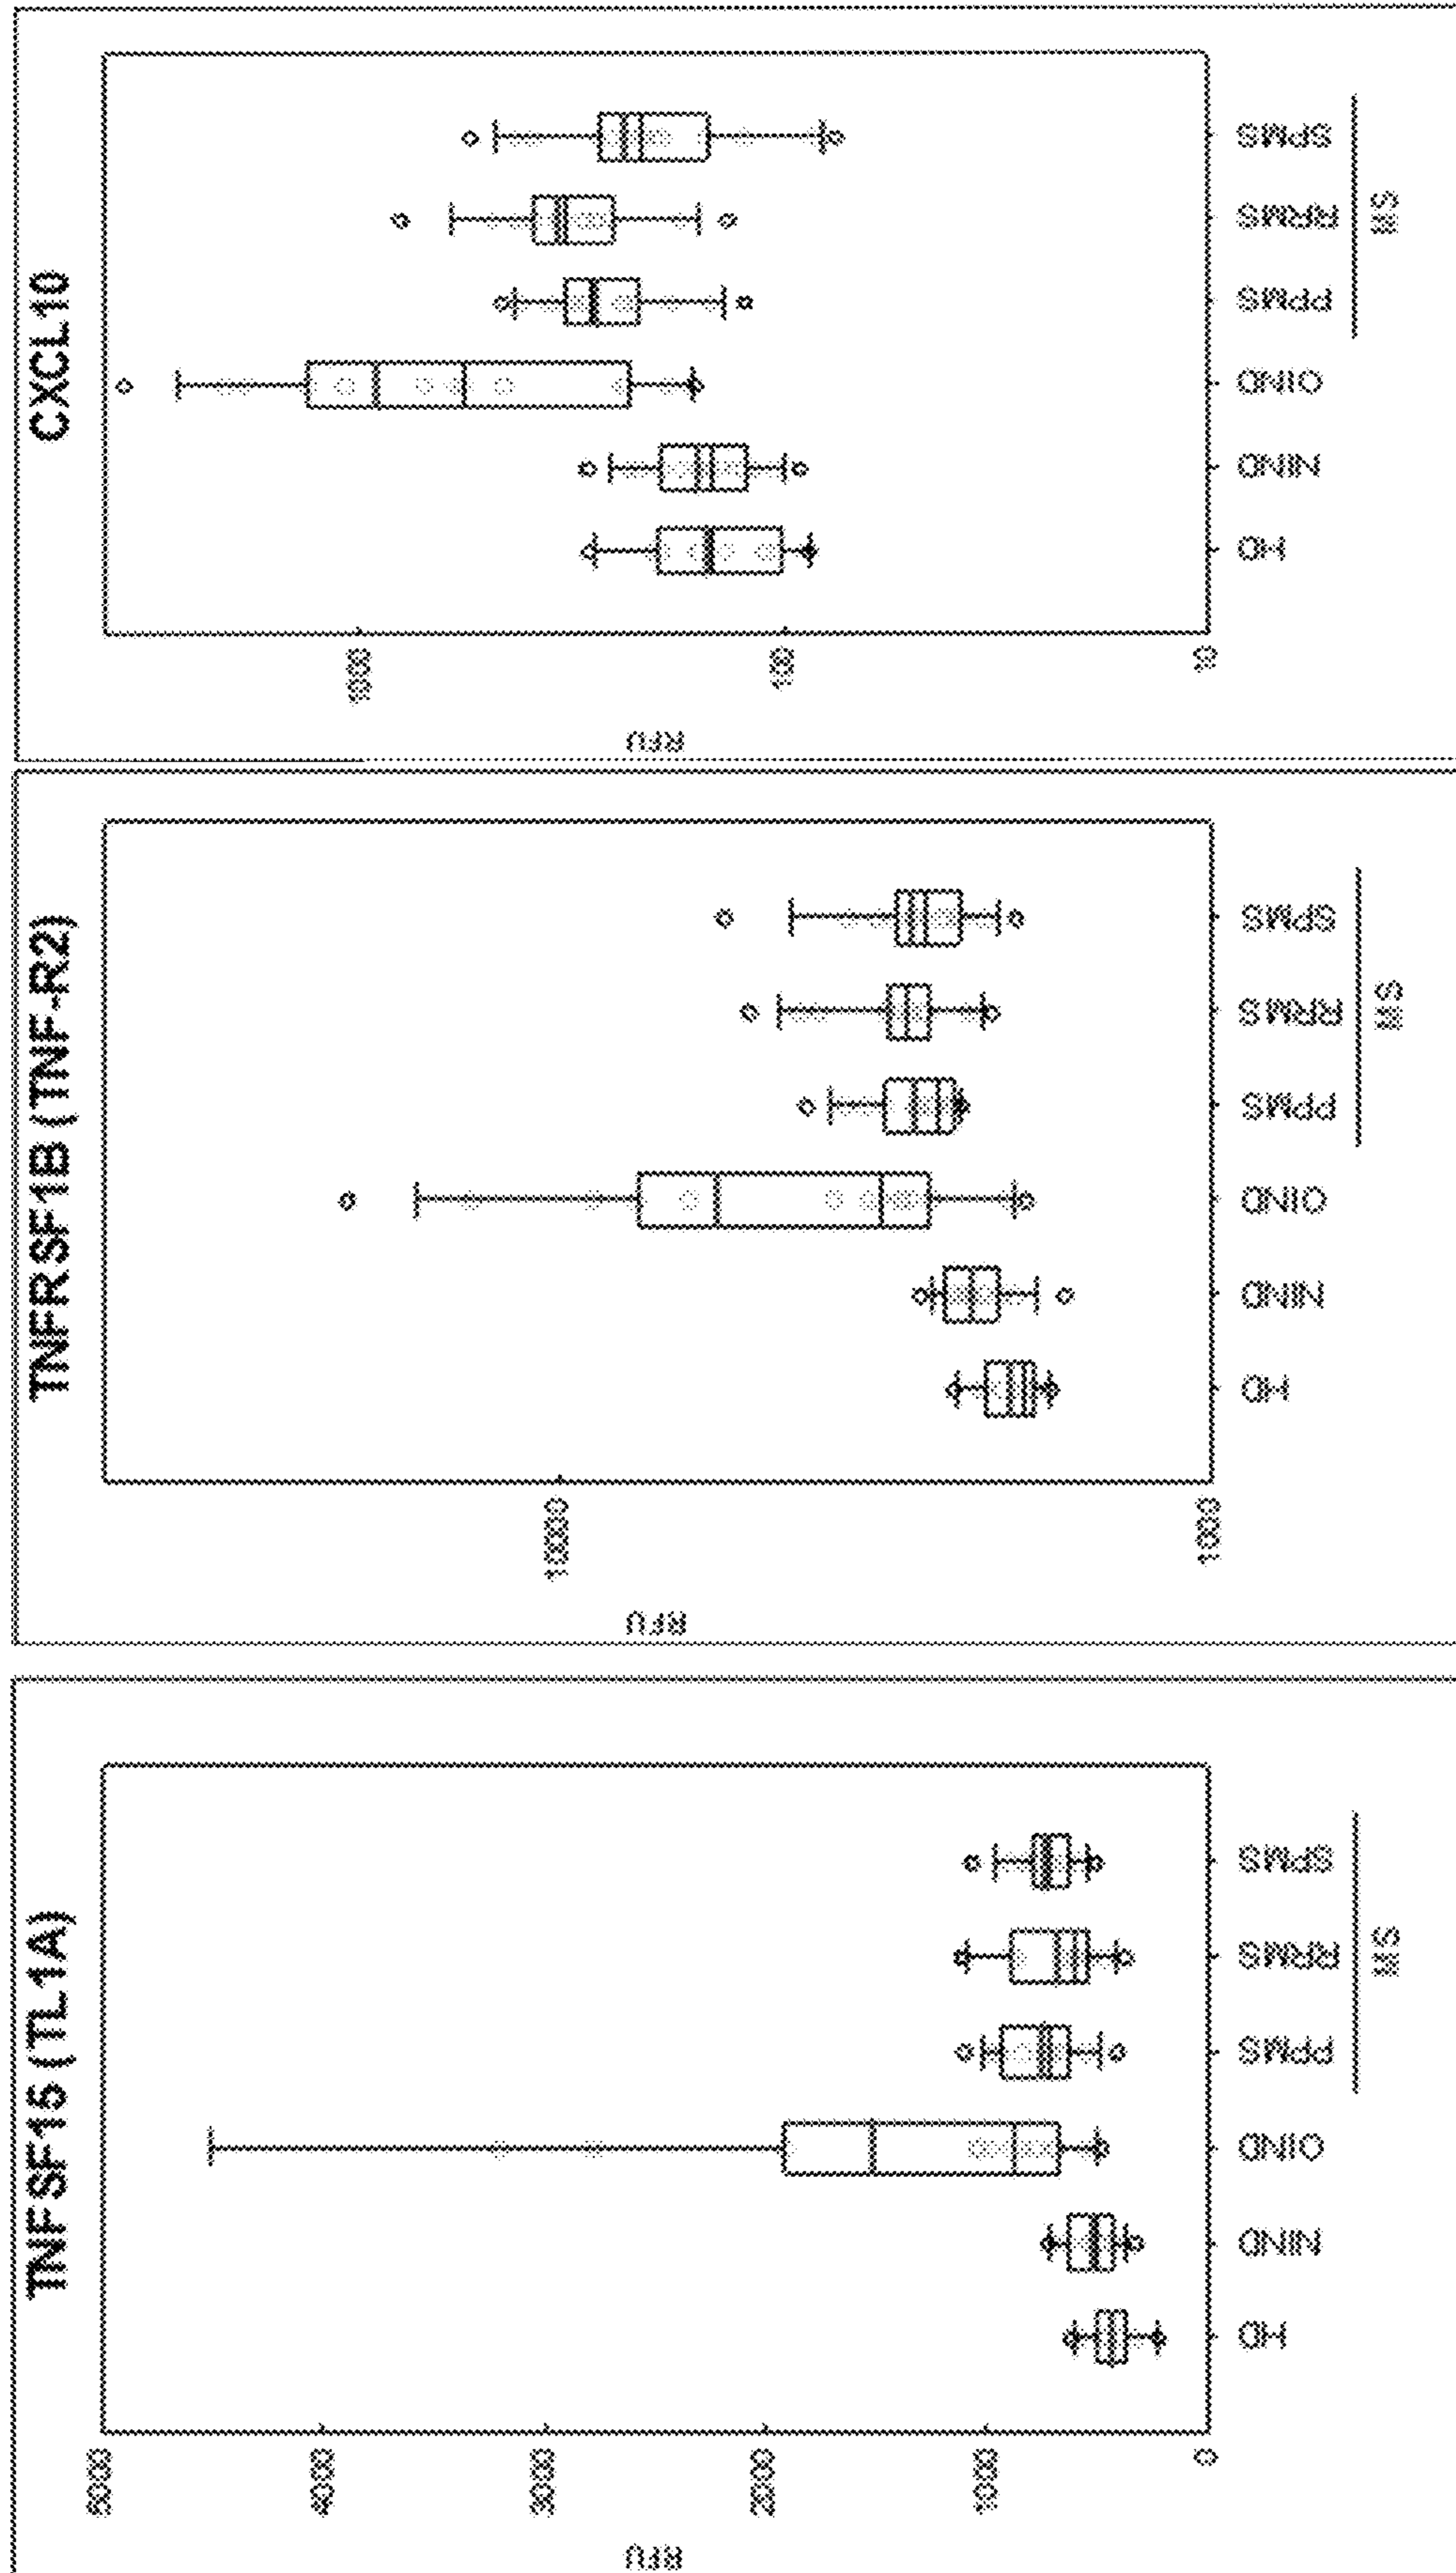 TNFSF15 (TL1A)
5000
4000
3000
2000
1000
0
RFU
HD
NIND
OIND
PPMS
RRMS
SPMS
MS
TNFRSF1B (TNF-R2)
10000
1000
RFU
HD
NIND
OIND
PPMS
RRMS
SPMS
MS
CXCL10
1000
100
10
RFU
HD
NIND
OIND
PPMS
RRMS
SPMS
MS